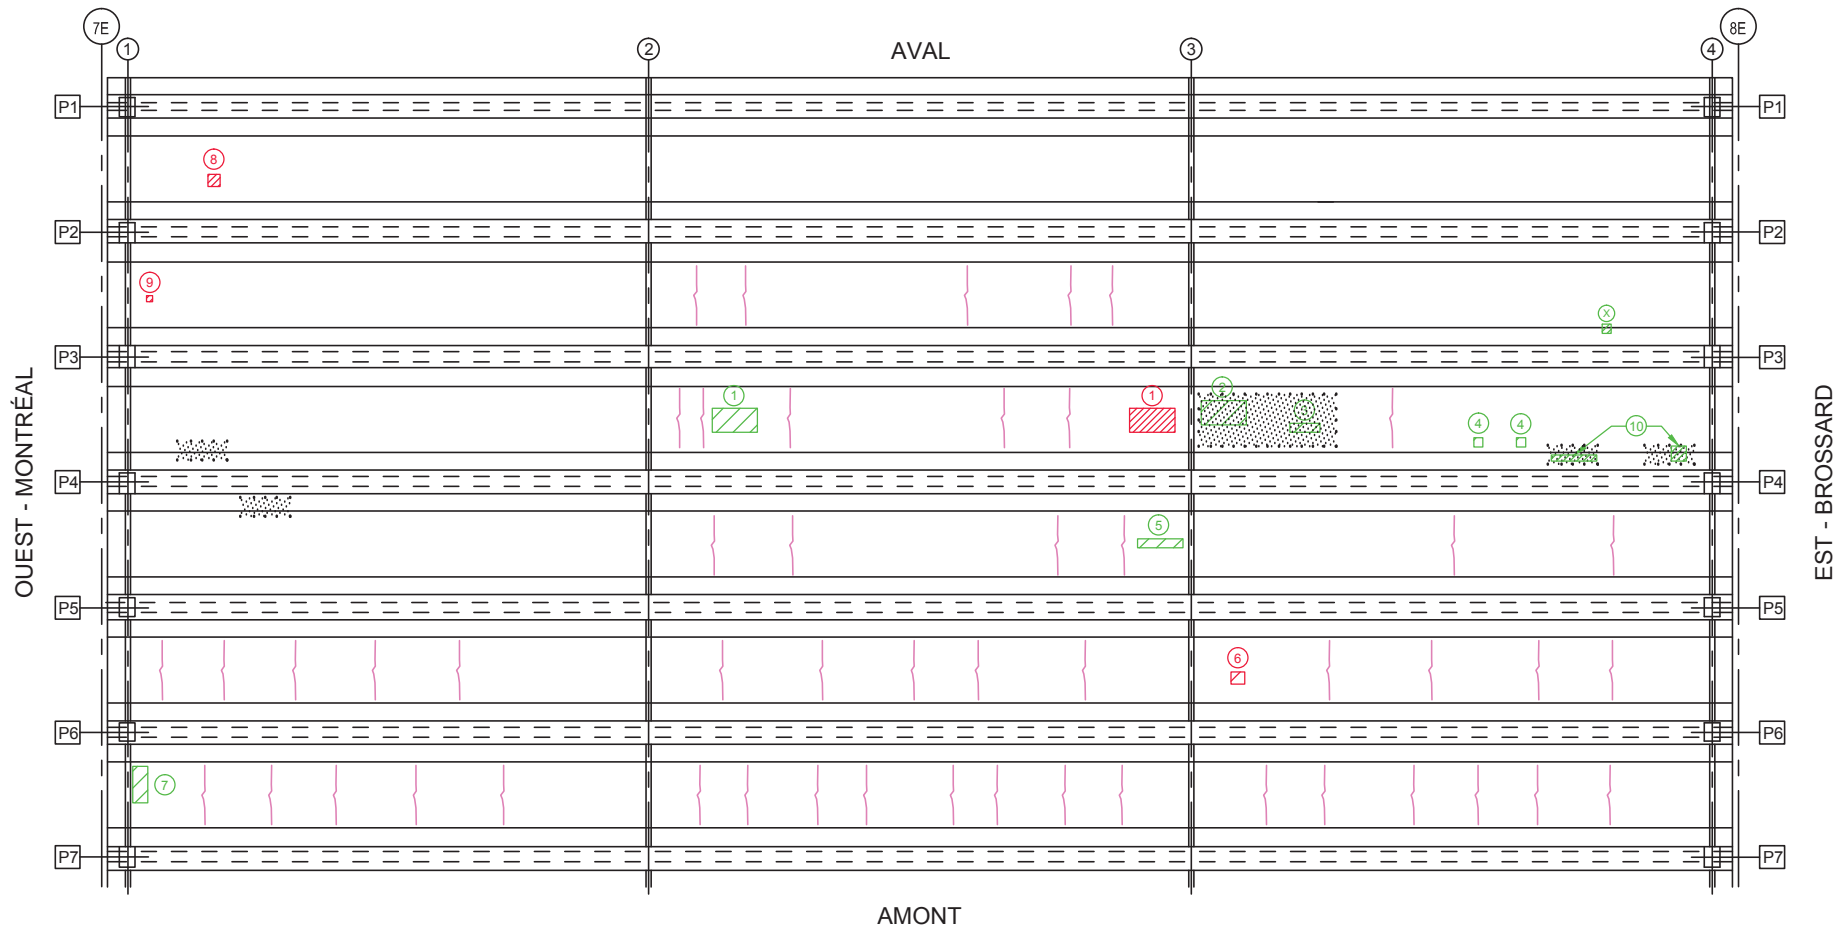 7E
8E
1
2
3
4
AVAL
P1
P1
8
P2
P2
9
X
P3
P3
OUEST - MONTRÉAL
EST - BROSSARD
1
1
2
4
4
10
P4
P4
5
P5
P5
6
P6
P6
7
P7
P7
AMONT